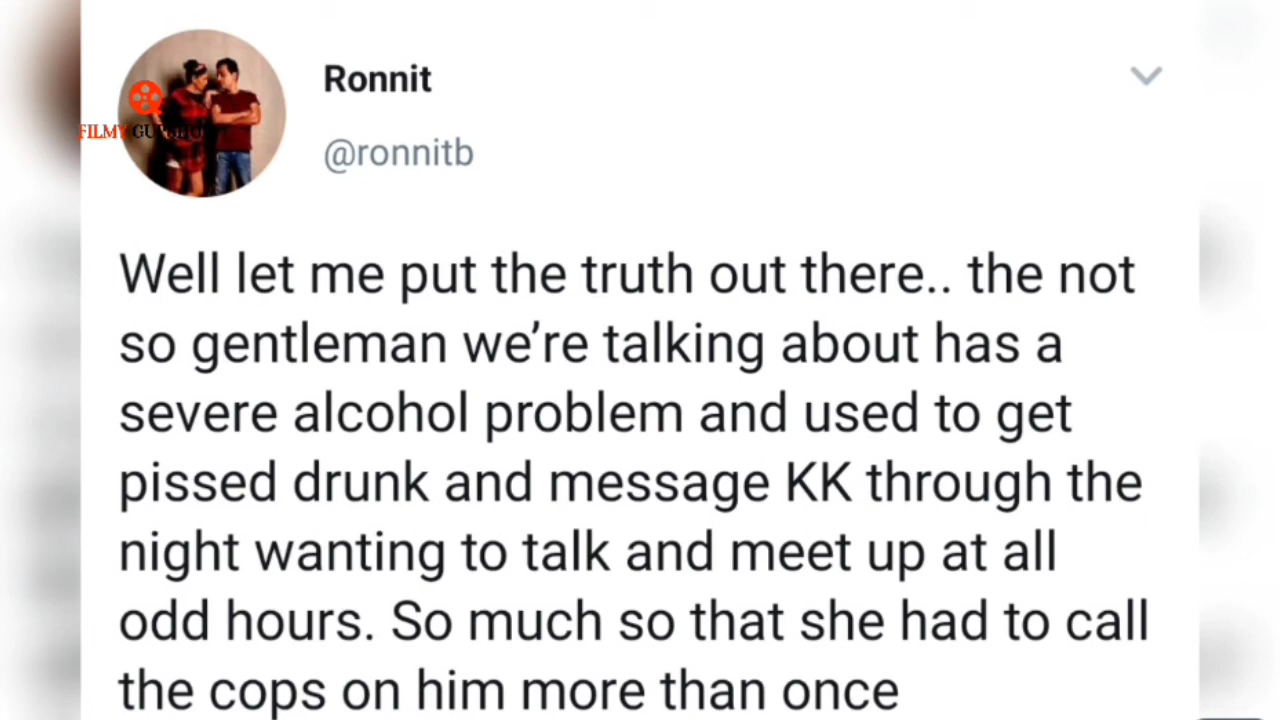 Ronnit
FILMY
@ronnitb
Well let me put the truth out there.. the not
so gentleman we’re talking about has a
severe alcohol problem and used to get
pissed drunk and message KK through the
night wanting to talk and meet up at all
odd hours. So much so that she had to call
the cops on him more than once